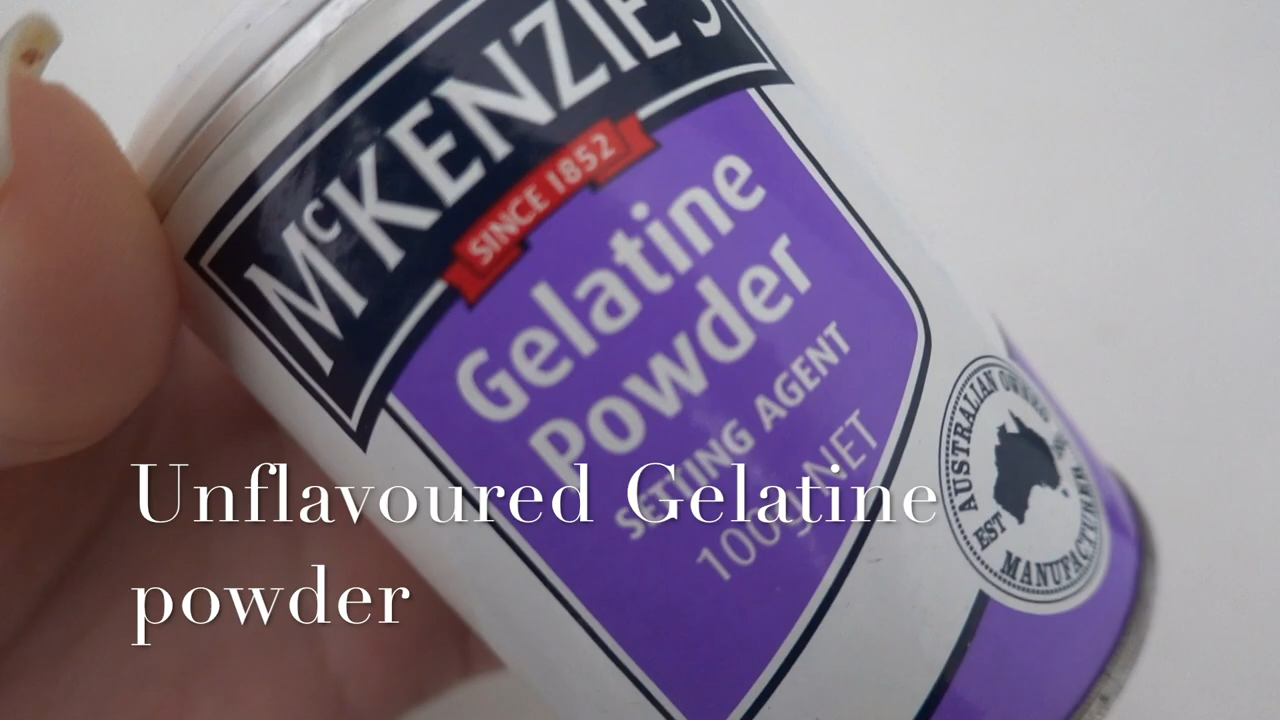 McKENZIE'S
SINCE 1852
Gelatine
Powder
SETTING AGENT
100g NET
AUSTRALIAN OWNED
EST
MANUFACTURER
Unflavoured Gelatine
powder